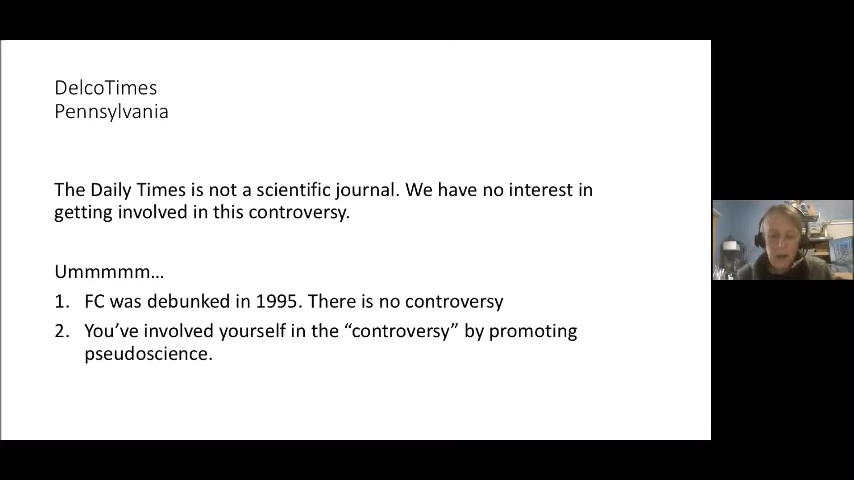 DelcoTimes
Pennsylvania
The Daily Times is not a scientific journal. We have no interest in
getting involved in this controversy.
Ummmmm…
1. FC was debunked in 1995. There is no controversy
2. You’ve involved yourself in the “controversy” by promoting
pseudoscience.